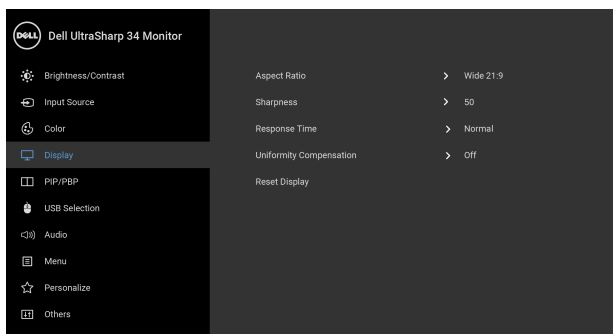 DELL Dell UltraSharp 34 Monitor
Brightness/Contrast
Input Source
Color
Display
PIP/PBP
USB Selection
Audio
Menu
Personalize
Others
Aspect Ratio > Wide 21:9
Sharpness > 50
Response Time > Normal
Uniformity Compensation > Off
Reset Display